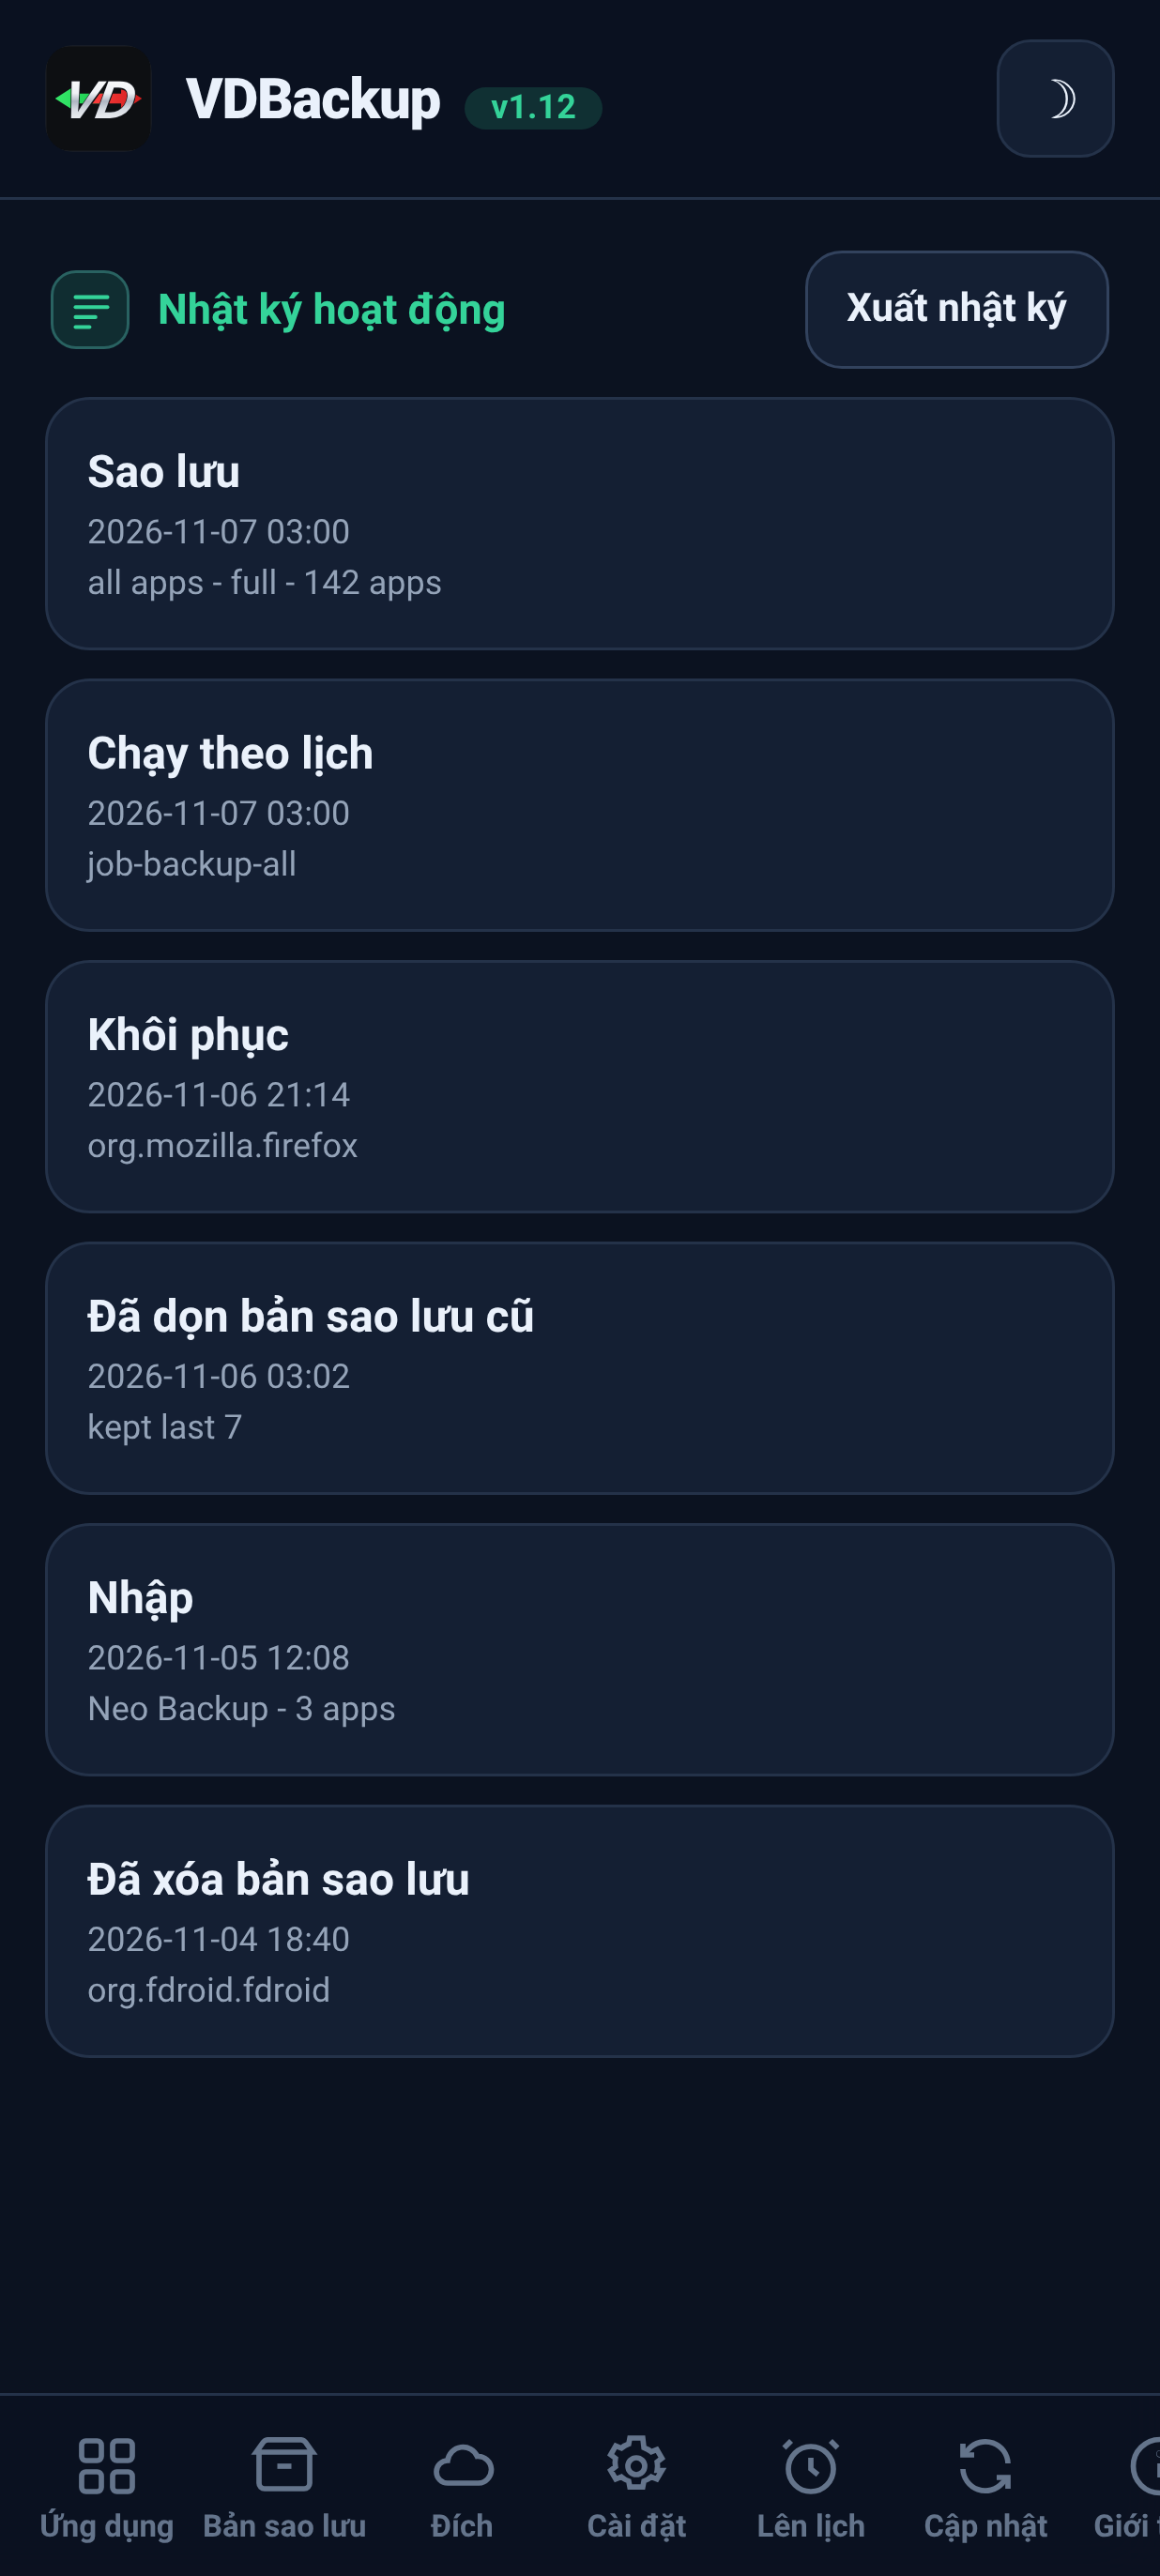 VD
VDBackup v1.12
Nhật ký hoạt động
Xuất nhật ký
Sao lưu
2026-11-07 03:00
all apps - full - 142 apps
Chạy theo lịch
2026-11-07 03:00
job-backup-all
Khôi phục
2026-11-06 21:14
org.mozilla.firefox
Đã dọn bản sao lưu cũ
2026-11-06 03:02
kept last 7
Nhập
2026-11-05 12:08
Neo Backup - 3 apps
Đã xóa bản sao lưu
2026-11-04 18:40
org.fdroid.fdroid
Ứng dụng
Bản sao lưu
Đích
Cài đặt
Lên lịch
Cập nhật
Giới